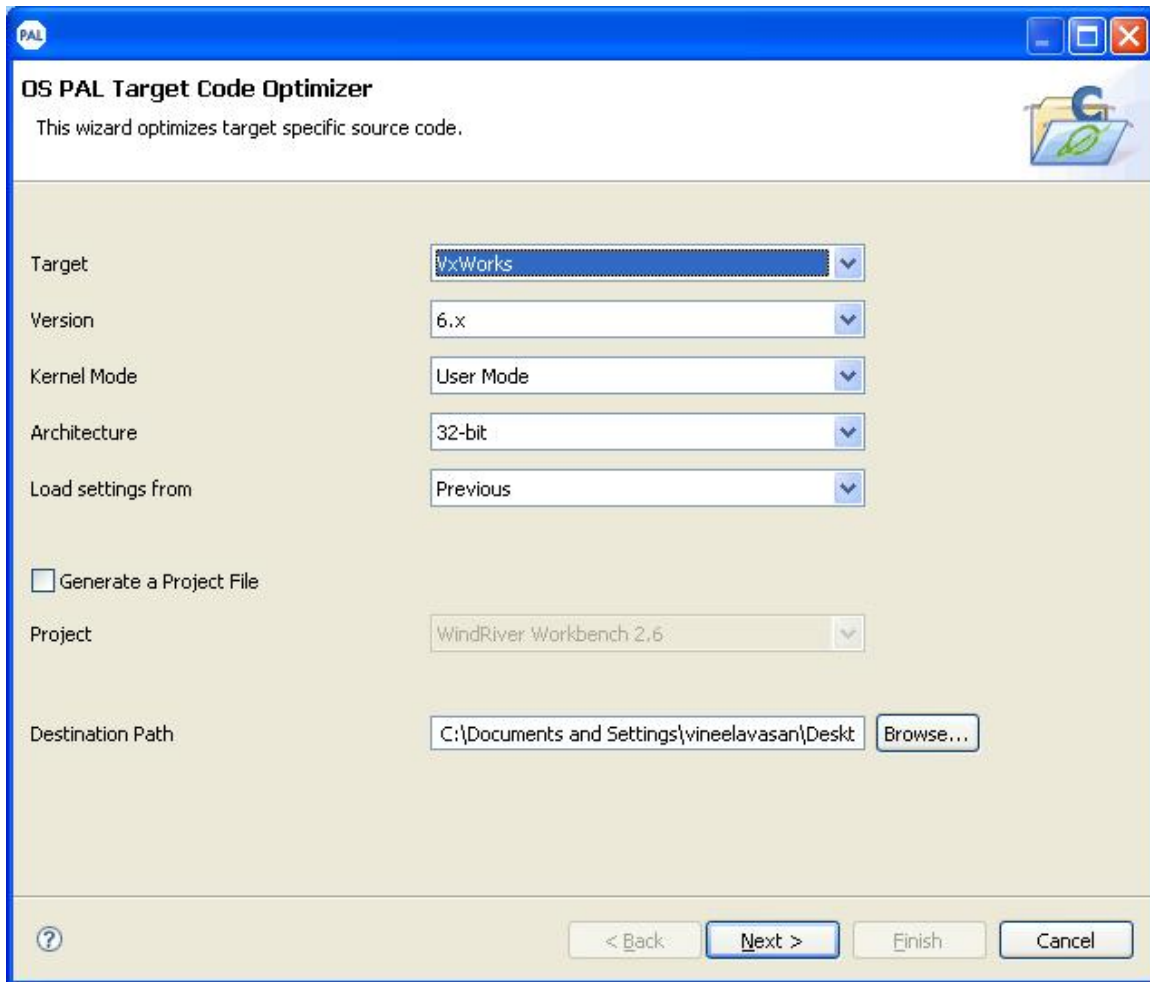 PAL
OS PAL Target Code Optimizer
This wizard optimizes target specific source code.
C
Target VxWorks
Version 6.x
Kernel Mode User Mode
Architecture 32-bit
Load settings from Previous
Generate a Project File
Project WindRiver Workbench 2.6
Destination Path C:\Documents and Settings\vineelavasan\Deskt Browse...
? < Back Next > Finish Cancel